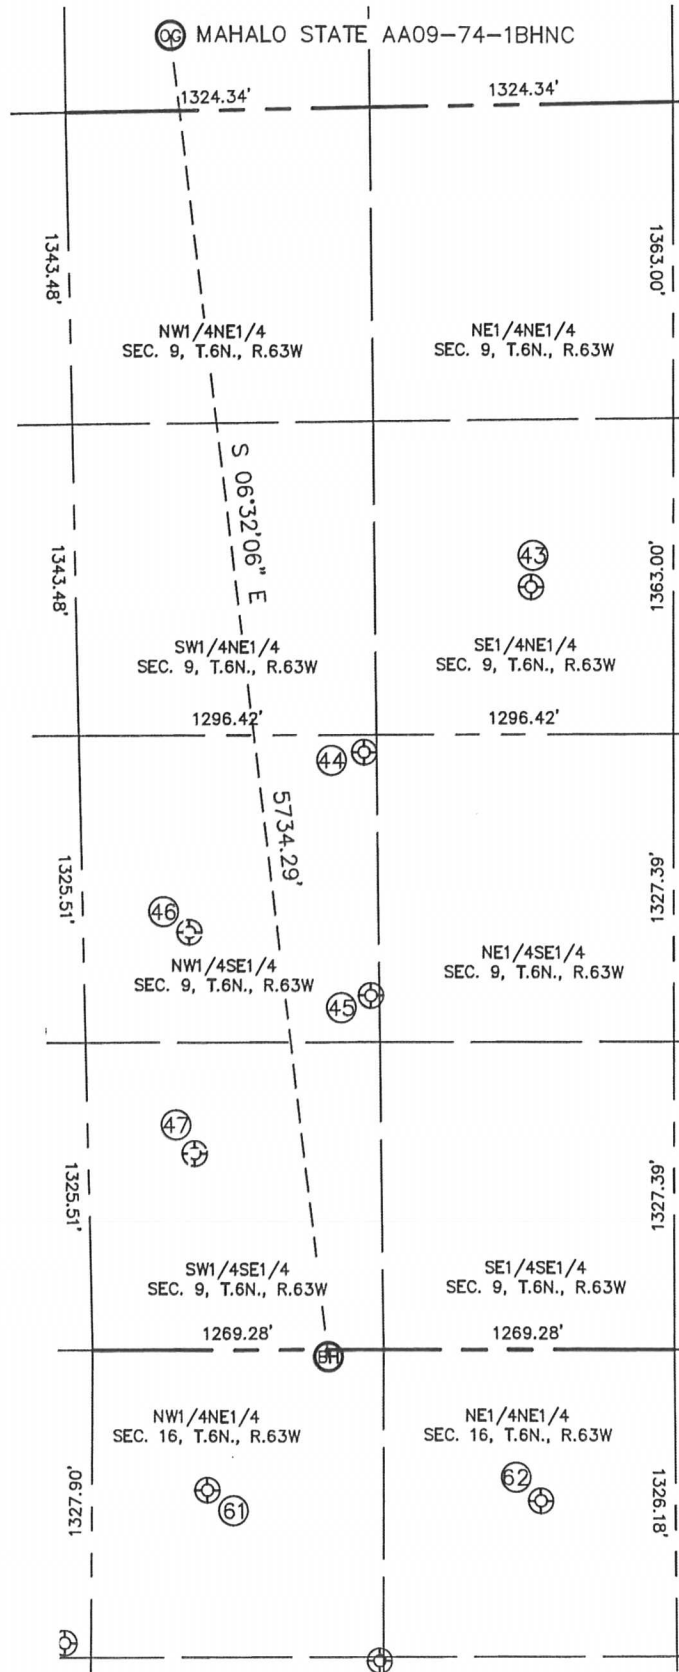 OG MAHALO STATE AA09-74-1BHNC
1324.34'
1324.34'
1343.48'
1363.00'
NW1/4NE1/4
SEC. 9, T.6N., R.63W
NE1/4NE1/4
SEC. 9, T.6N., R.63W
S 06°32'06" E
43
1343.48'
1363.00'
SW1/4NE1/4
SEC. 9, T.6N., R.63W
SE1/4NE1/4
SEC. 9, T.6N., R.63W
1296.42'
1296.42'
44
5734.29'
1325.51'
1327.39'
46
NW1/4SE1/4
SEC. 9, T.6N., R.63W
NE1/4SE1/4
SEC. 9, T.6N., R.63W
45
47
1325.51'
1327.39'
SW1/4SE1/4
SEC. 9, T.6N., R.63W
SE1/4SE1/4
SEC. 9, T.6N., R.63W
1269.28'
1269.28'
BH
NW1/4NE1/4
SEC. 16, T.6N., R.63W
NE1/4NE1/4
SEC. 16, T.6N., R.63W
1327.90'
61
62
1326.18'